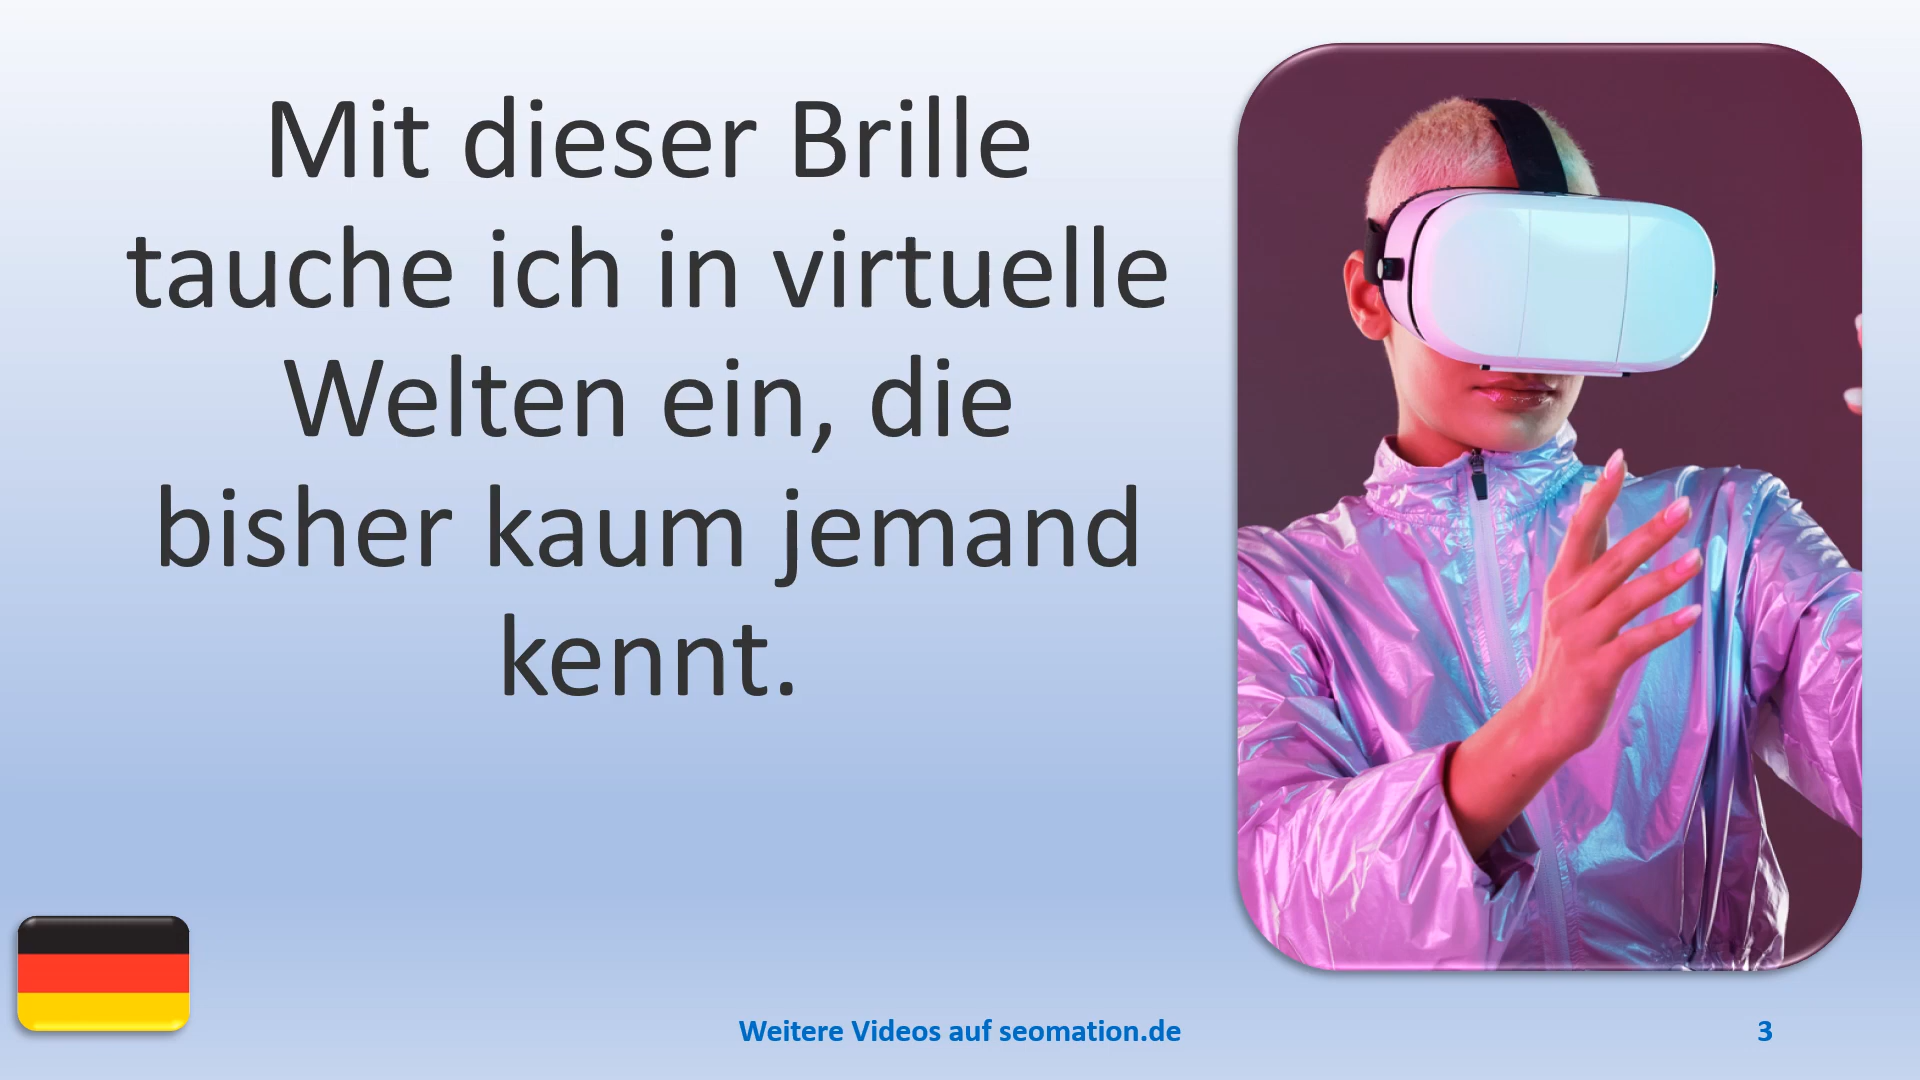 Mit dieser Brille
tauche ich in virtuelle
Welten ein, die
bisher kaum jemand
kennt.
Weitere Videos auf seomation.de
3